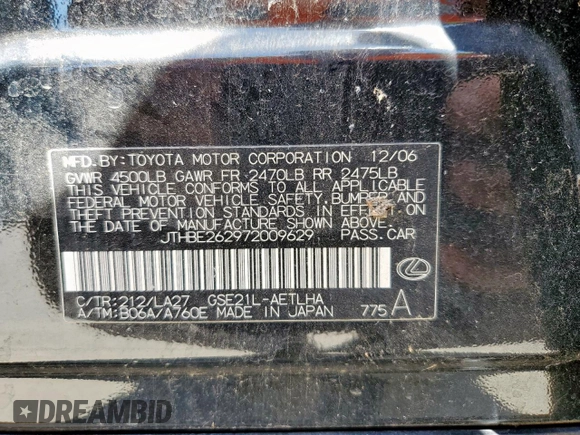 MFD.BY:TOYOTA MOTOR CORPORATION 12/06
GVWR 4500LB GAWR FR 2470LB RR 2475LB
THIS VEHICLE CONFORMS TO ALL APPLICABLE
FEDERAL MOTOR VEHICLE SAFETY, BUMPER, AND
THEFT PREVENTION STANDARDS IN EFFECT ON
THE DATE OF MANUFACTURE SHOWN ABOVE.
JTHBE262972009629 PASS.CAR
C/TR:212/LA27 GSE21L-AETLHA
A/TM:B06A/A760E MADE IN JAPAN 775 A
DREAMBID